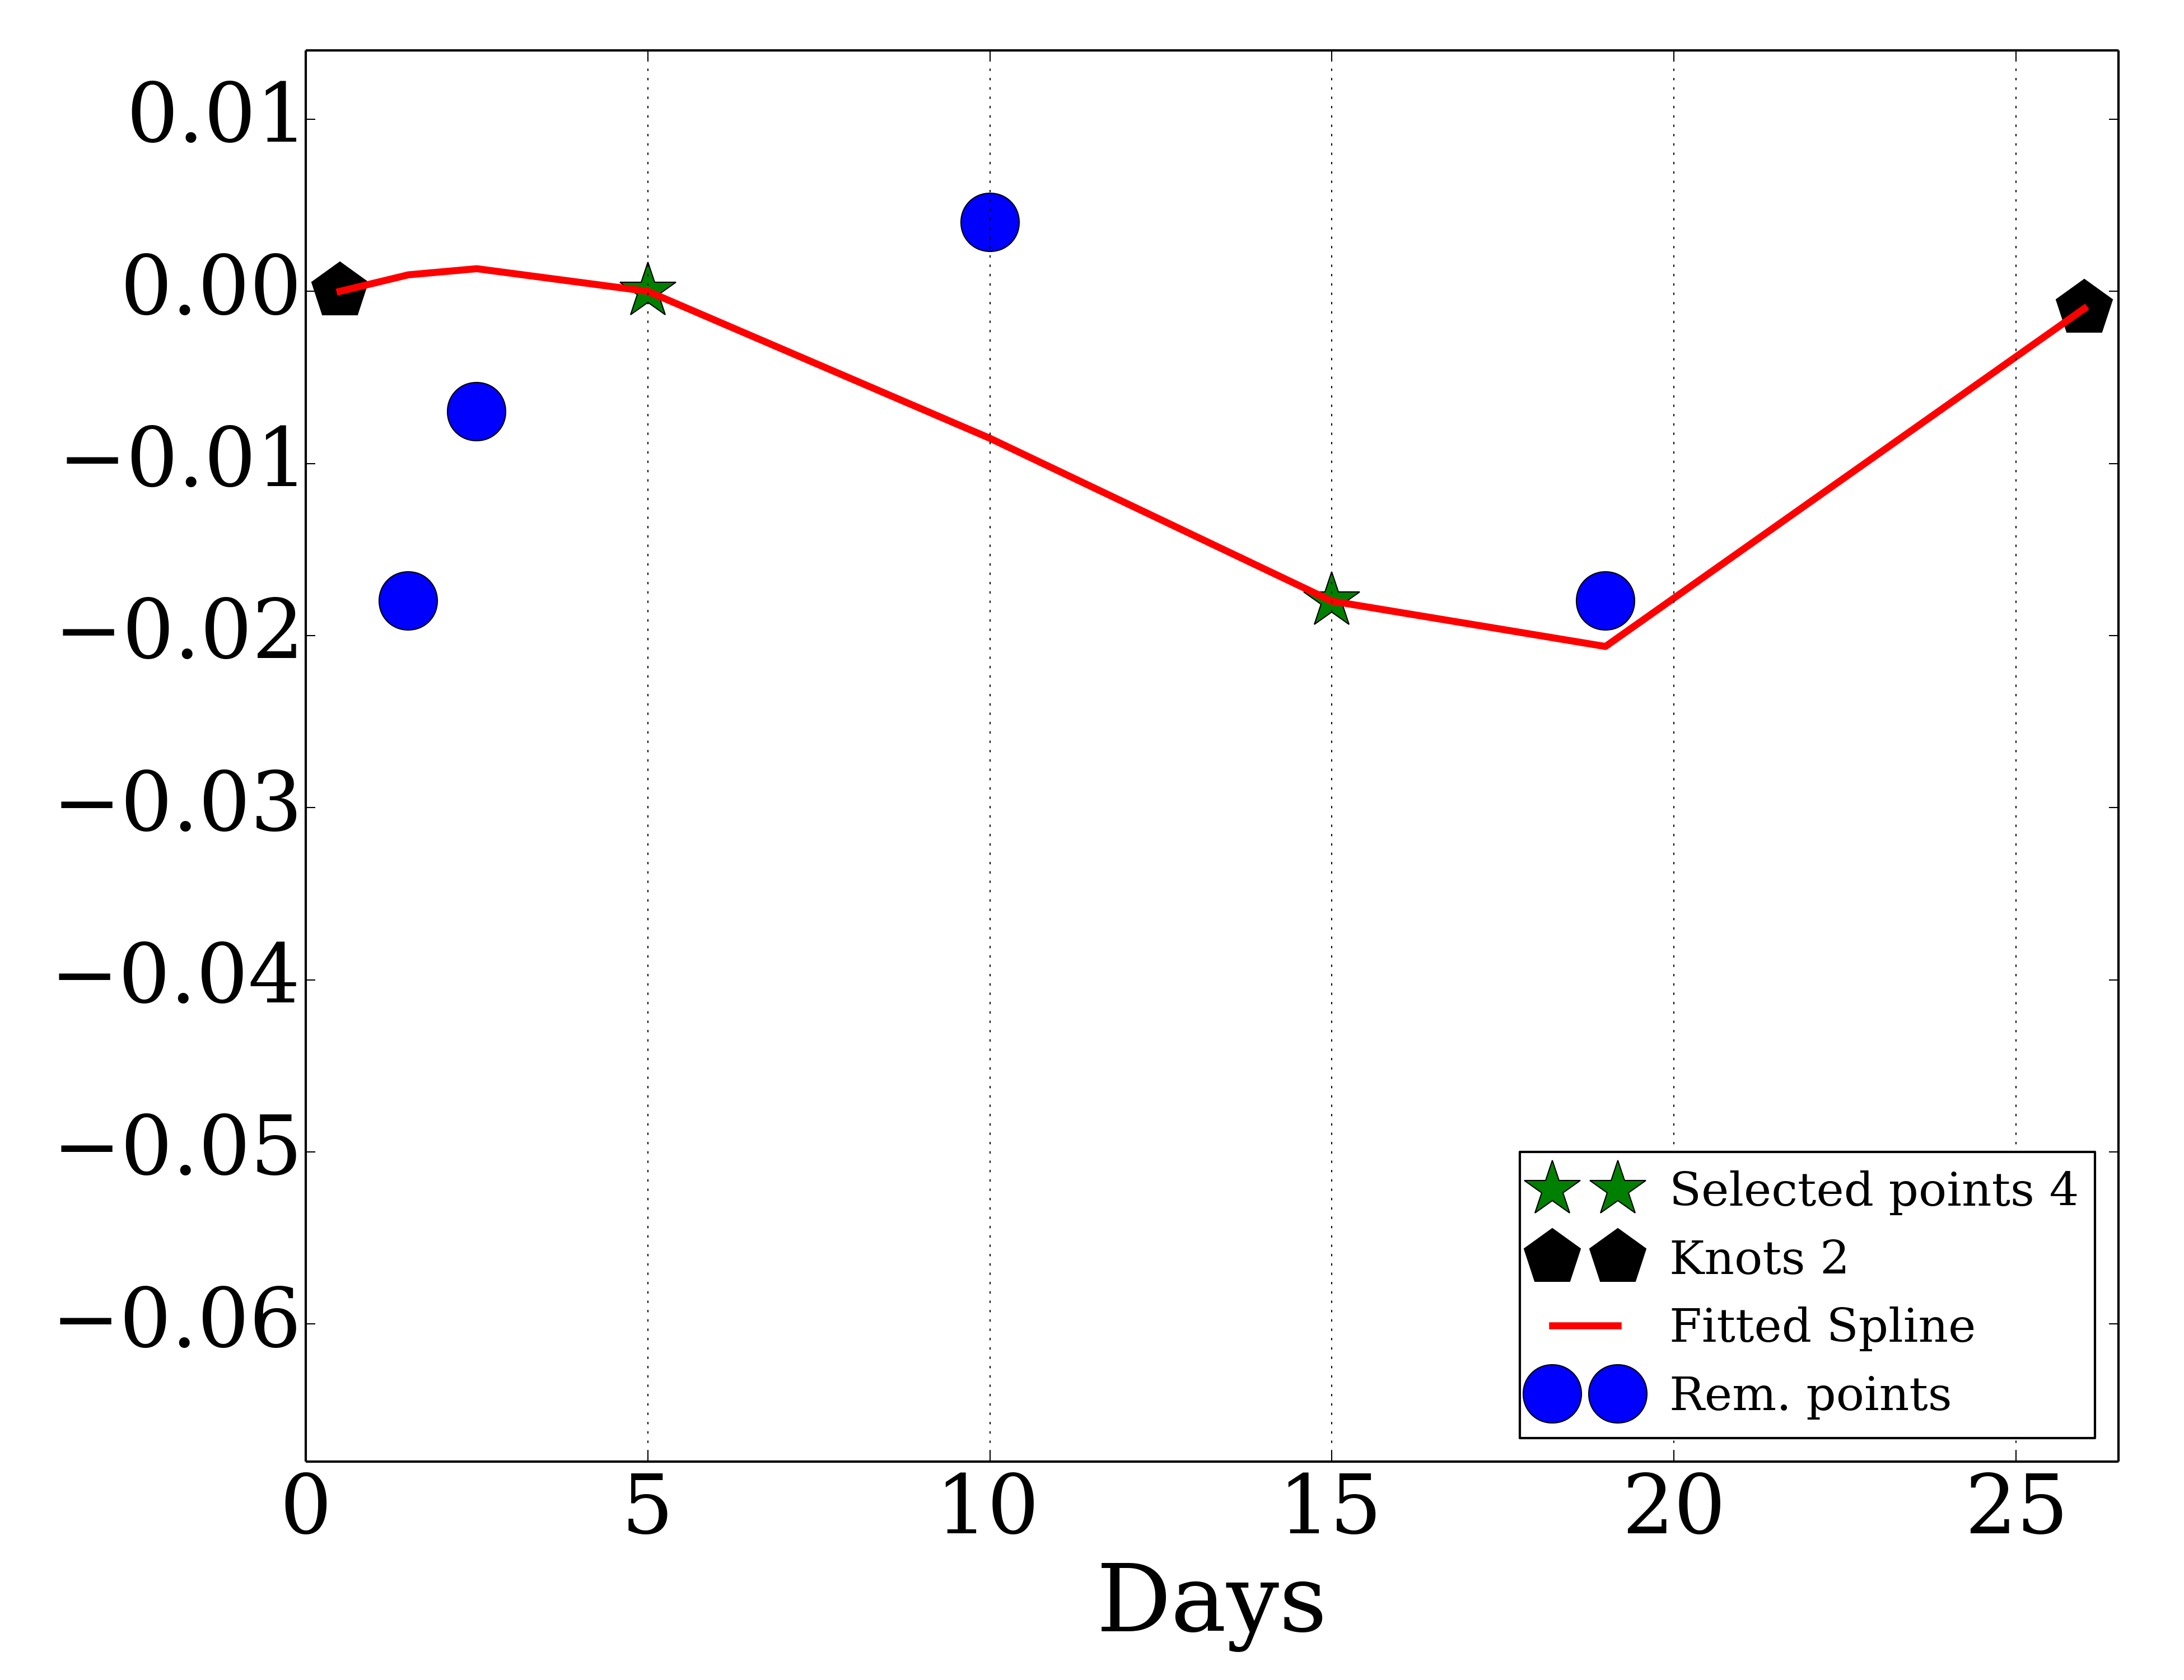 0.01
0.00
−0.01
−0.02
−0.03
−0.04
−0.05
−0.06
Selected points 4
Knots 2
Fitted Spline
Rem. points
0 5 10 15 20 25
Days